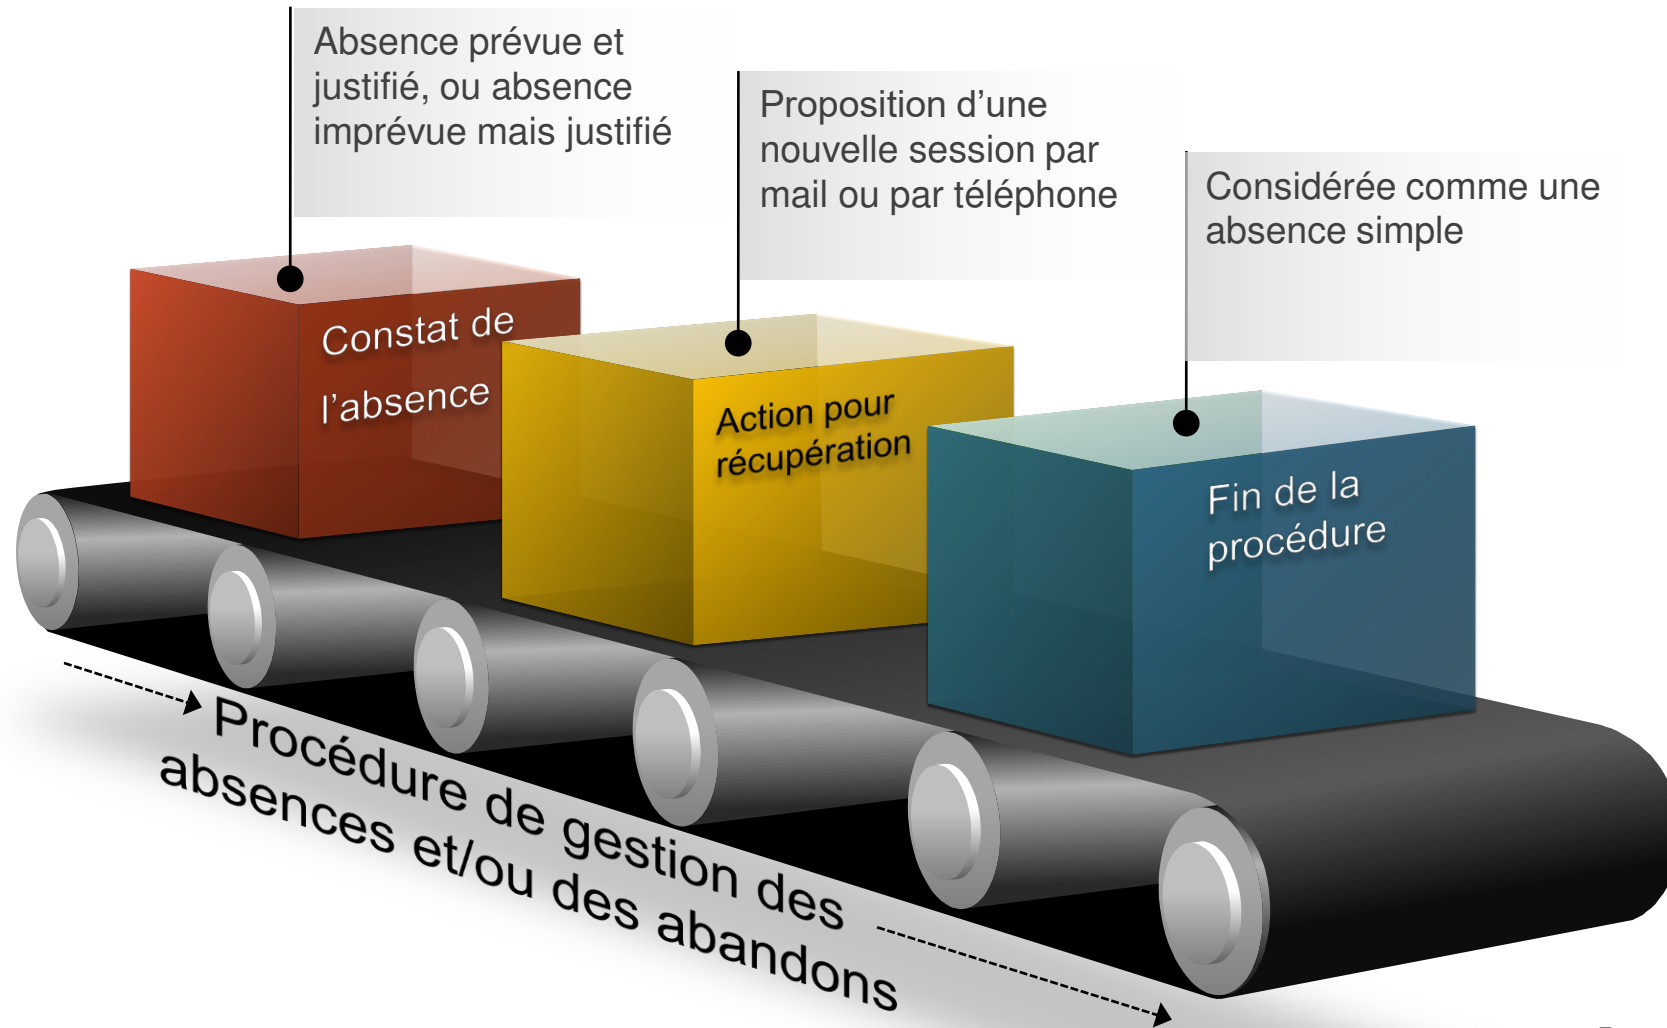 Absence prévue et
justifié, ou absence
imprévue mais justifié
Proposition d’une
nouvelle session par
mail ou par téléphone
Considérée comme une
absence simple
Constat de
l’absence
Action pour
récupération
Fin de la
procédure
Procédure de gestion des
absences et/ou des abandons